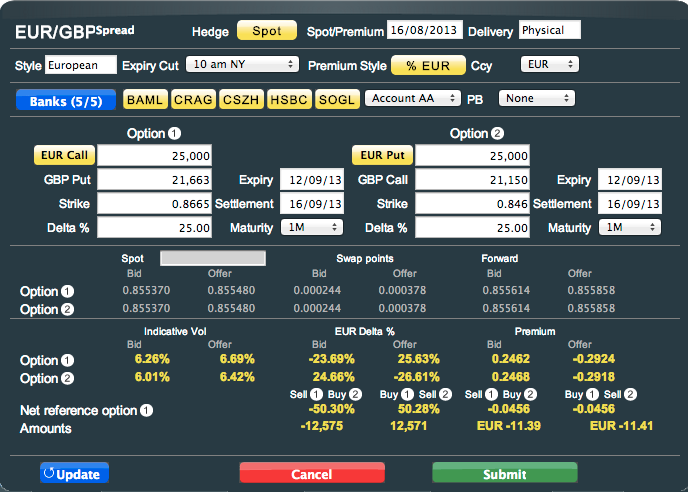 EUR/GBP Spread Hedge Spot Spot/Premium 16/08/2013 Delivery Physical
Style European Expiry Cut 10 am NY Premium Style % EUR Ccy EUR
Banks (5/5) BAML CRAG CSZH HSBC SOGL Account AA PB None
Option 1 Option 2
EUR Call 25,000 EUR Put 25,000
GBP Put 21,663 Expiry 12/09/13 GBP Call 21,150 Expiry 12/09/13
Strike 0.8665 Settlement 16/09/13 Strike 0.846 Settlement 16/09/13
Delta % 25.00 Maturity 1M Delta % 25.00 Maturity 1M
Spot Swap points Forward
Bid Offer Bid Offer Bid Offer
Option 1 0.855370 0.855480 0.000244 0.000378 0.855614 0.855858
Option 2 0.855370 0.855480 0.000244 0.000378 0.855614 0.855858
Indicative Vol EUR Delta % Premium
Bid Offer Bid Offer Bid Offer
Option 1 6.26% 6.69% -23.69% 25.63% 0.2462 -0.2924
Option 2 6.01% 6.42% 24.66% -26.61% 0.2468 -0.2918
Sell 1 Buy 2 Buy 1 Sell 2 Sell 1 Buy 2 Buy 1 Sell 2
Net reference option 1 -50.30% 50.28% -0.0456 -0.0456
Amounts -12,575 12,571 EUR -11.39 EUR -11.41
Update Cancel Submit